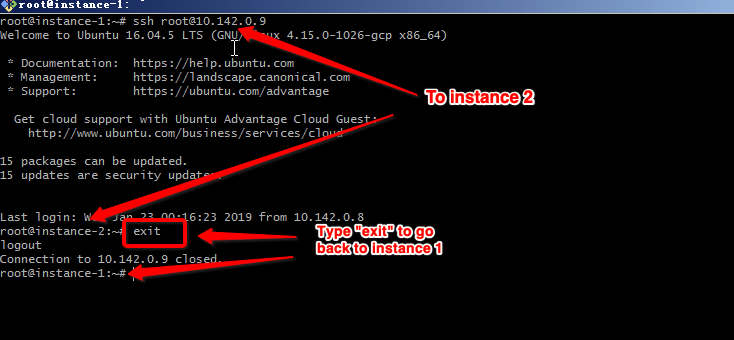 root@instance-1: ~
root@instance-1:~# ssh root@10.142.0.9
Welcome to Ubuntu 16.04.5 LTS (GNU/ 4.15.0-1026-gcp x86_64)
* Documentation: https://help.ubuntu.com
* Management: https://landscape.canonical.com
* Support: https://ubuntu.com/advantage
To instance 2
Get cloud support with Ubuntu Advantage Cloud Guest:
http://www.ubuntu.com/business/services/cloud
15 packages can be updated.
15 updates are security updates.
Last login: Jan 23 00:16:23 2019 from 10.142.0.8
root@instance-2:~# exit
logout
Type "exit" to go
back to instance 1
Connection to 10.142.0.9 closed.
root@instance-1:~#